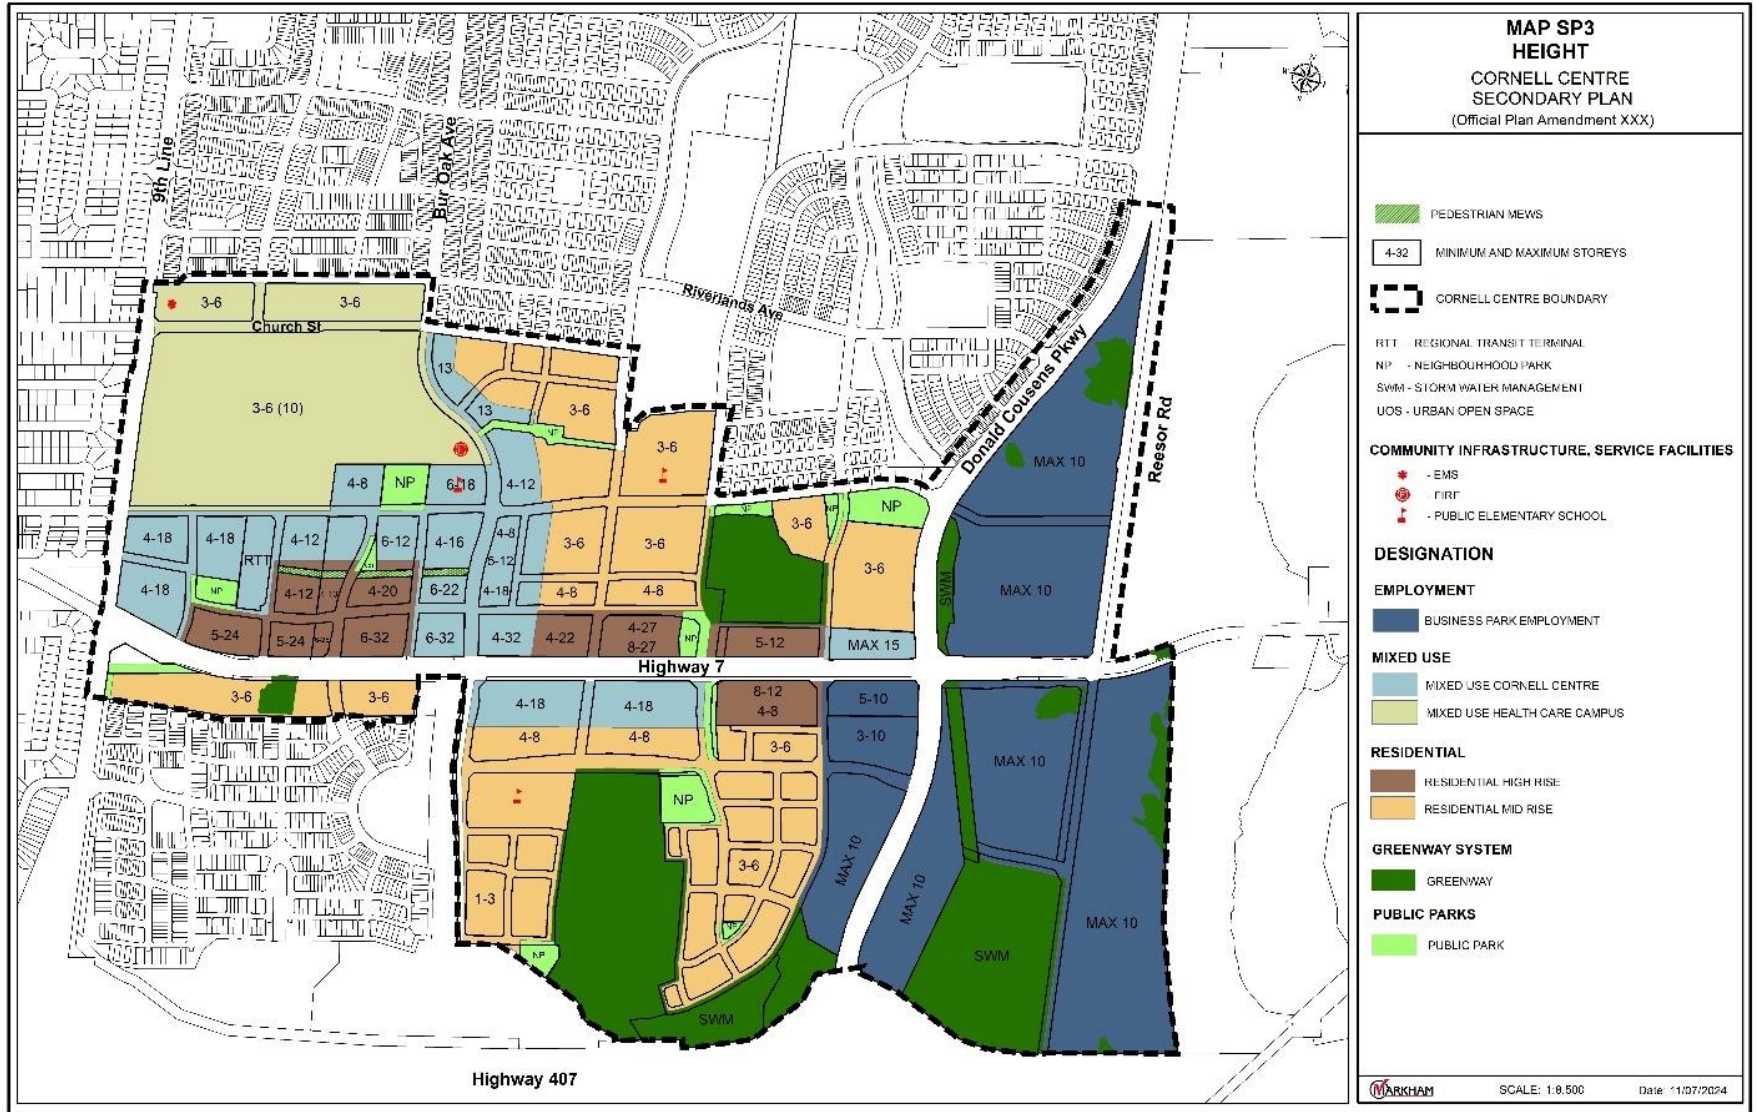 MAP SP3
HEIGHT
CORNELL CENTRE
SECONDARY PLAN
(Official Plan Amendment XXX)
PEDESTRIAN MEWS
4-32 MINIMUM AND MAXIMUM STOREYS
CORNELL CENTRE BOUNDARY
RTT - REGIONAL TRANSIT TERMINAL
NP - NEIGHBOURHOOD PARK
SWM - STORM WATER MANAGEMENT
UOS - URBAN OPEN SPACE
COMMUNITY INFRASTRUCTURE, SERVICE FACILITIES
- EMS
- FIRE
- PUBLIC ELEMENTARY SCHOOL
DESIGNATION
EMPLOYMENT
BUSINESS PARK EMPLOYMENT
MIXED USE
MIXED USE CORNELL CENTRE
MIXED USE HEALTH CARE CAMPUS
RESIDENTIAL
RESIDENTIAL HIGH RISE
RESIDENTIAL MID RISE
GREENWAY SYSTEM
GREENWAY
PUBLIC PARKS
PUBLIC PARK
MARKHAM
SCALE: 1:8,500
Date: 11/07/2024
9th Line
Bur Oak Ave
Riverlands Ave
Donald Cousens Pkwy
Reesor Rd
3-6
3-6
Church St
13
13
3-6
3-6 (10)
NP
3-6
MAX 10
4-8
NP
6-18
4-12
NP
3-6
NP
NP
4-18
4-18
4-12
6-12
4-16
4-8
3-6
3-6
RTT
5-12
3-6
4-18
NP
4-12
4-20
6-22
4-18
4-8
4-8
SWM
MAX 10
5-24
5-24
6-32
6-32
4-32
4-22
4-27
8-27
NP
5-12
MAX 15
Highway 7
3-6
3-6
4-18
4-18
8-12
4-8
5-10
4-8
4-8
3-6
3-10
MAX 10
NP
3-6
MAX 10
1-3
MAX 10
MAX 10
NP
NP
SWM
SWM
Highway 407